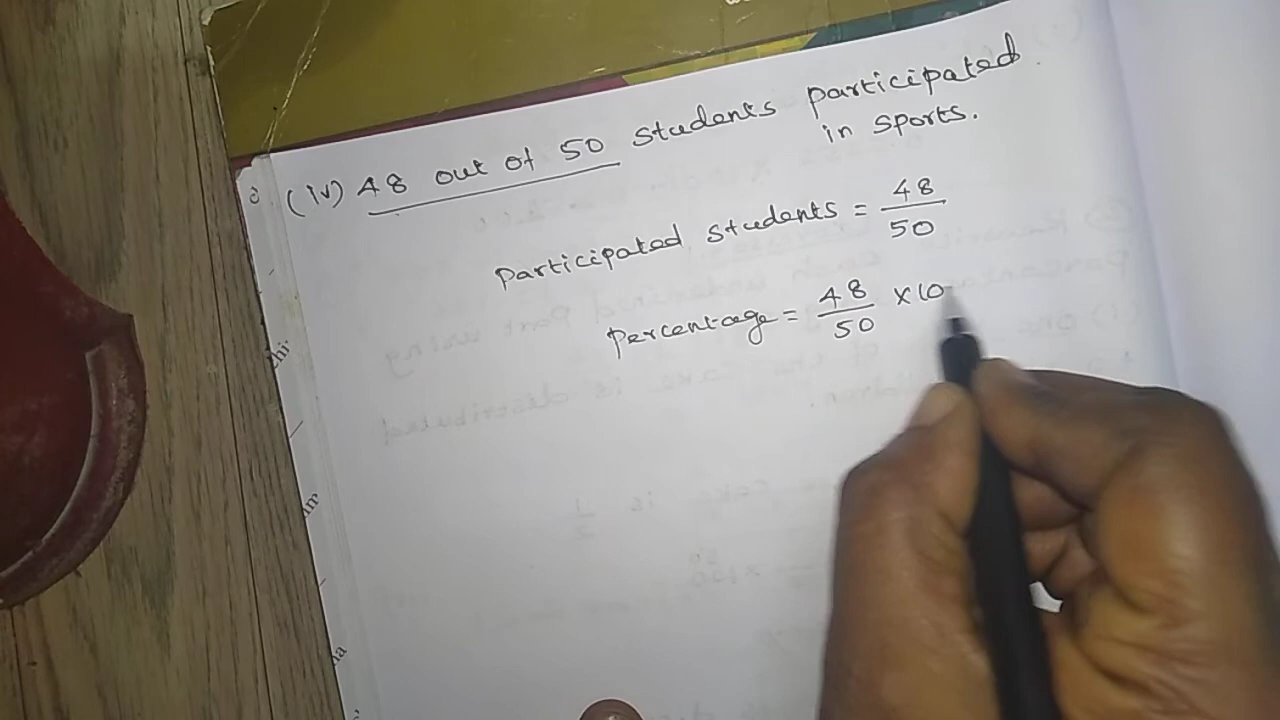 (iv) 48 out of 50 students participated
in sports.
Participated students = 48/50
Percentage = 48/50 ×10